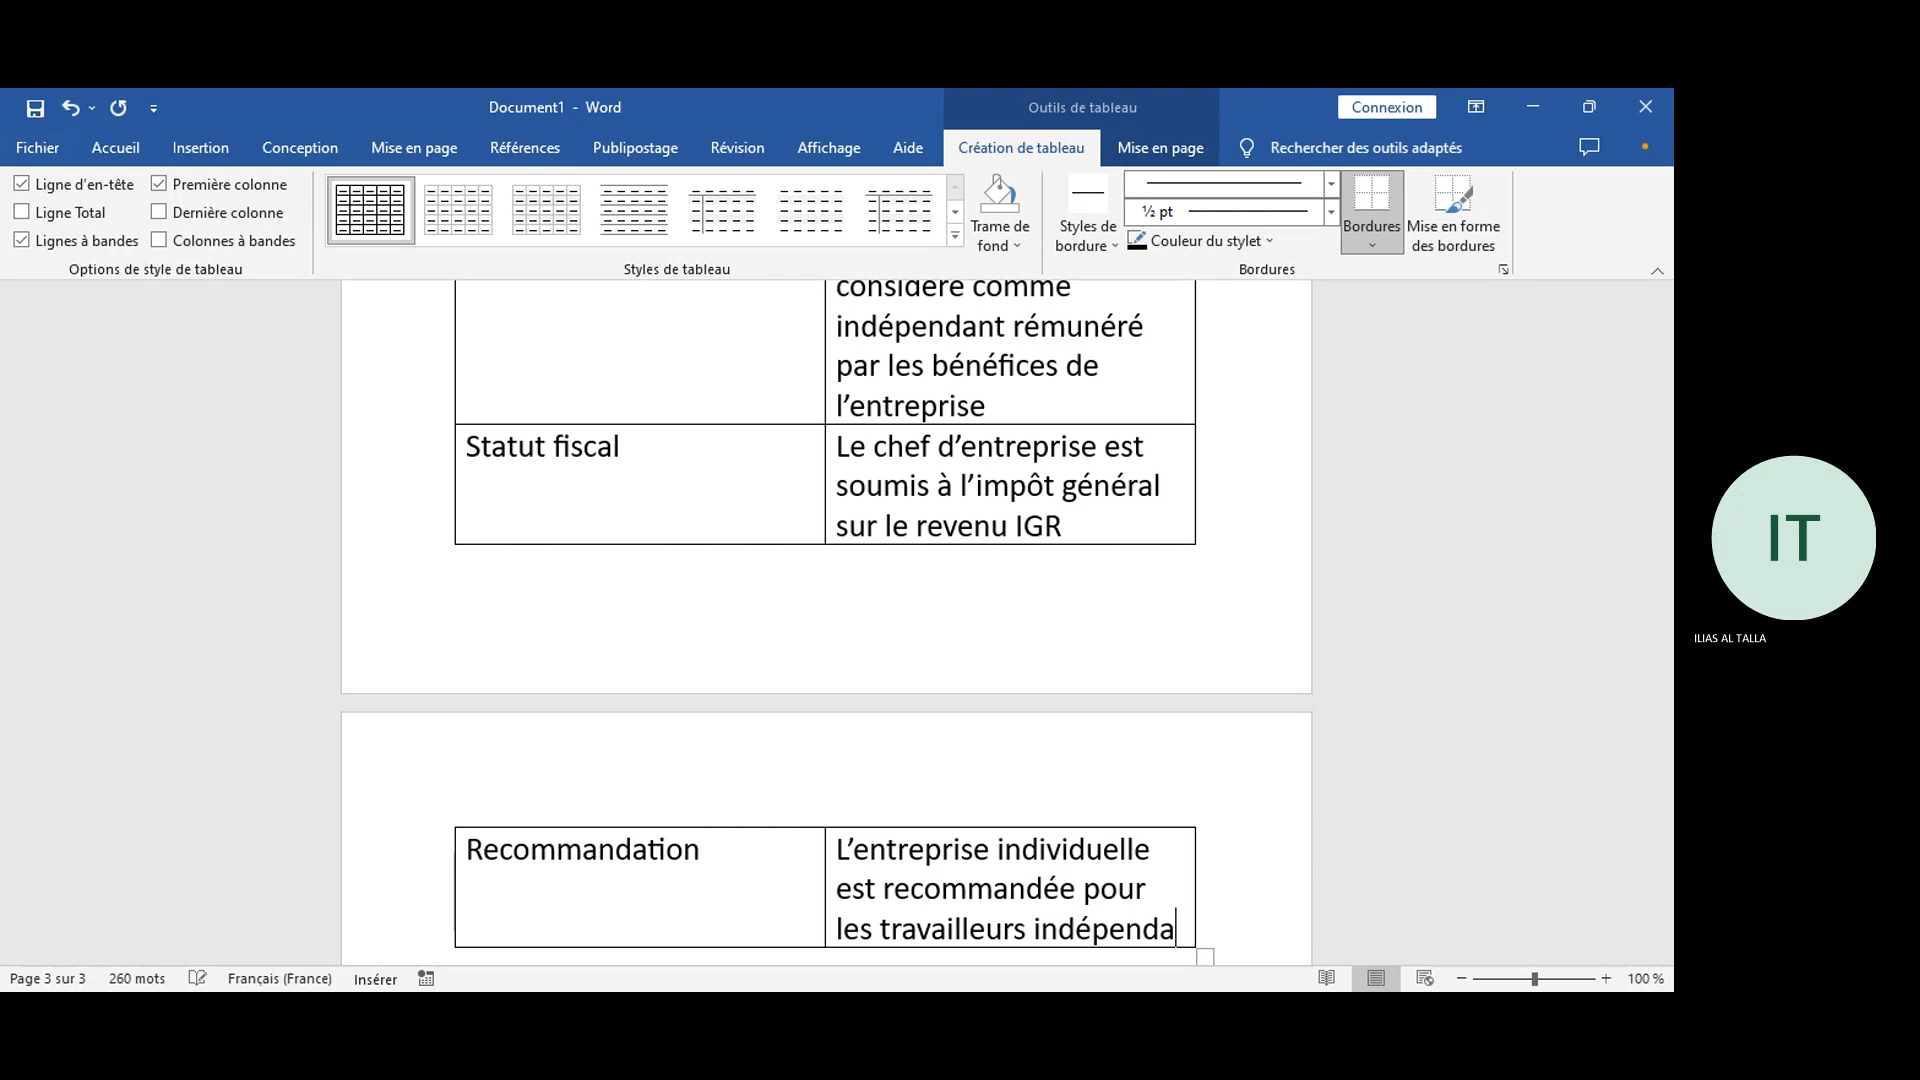 Document1 - Word
Outils de tableau
Connexion
Fichier
Accueil
Insertion
Conception
Mise en page
Références
Publipostage
Révision
Affichage
Aide
Création de tableau
Mise en page
Rechercher des outils adaptés
Ligne d'en-tête
Première colonne
Ligne Total
Dernière colonne
Lignes à bandes
Colonnes à bandes
Options de style de tableau
Styles de tableau
Trame de
fond
Styles de
bordure
½ pt
Couleur du stylet
Bordures
Mise en forme
des bordures
Bordures
considéré comme
indépendant rémunéré
par les bénéfices de
l’entreprise
Statut fiscal
Le chef d’entreprise est
soumis à l’impôt général
sur le revenu IGR
Recommandation
L’entreprise individuelle
est recommandée pour
les travailleurs indépenda
IT
ILIAS AL TALLA
Page 3 sur 3
260 mots
Français (France)
Insérer
100 %